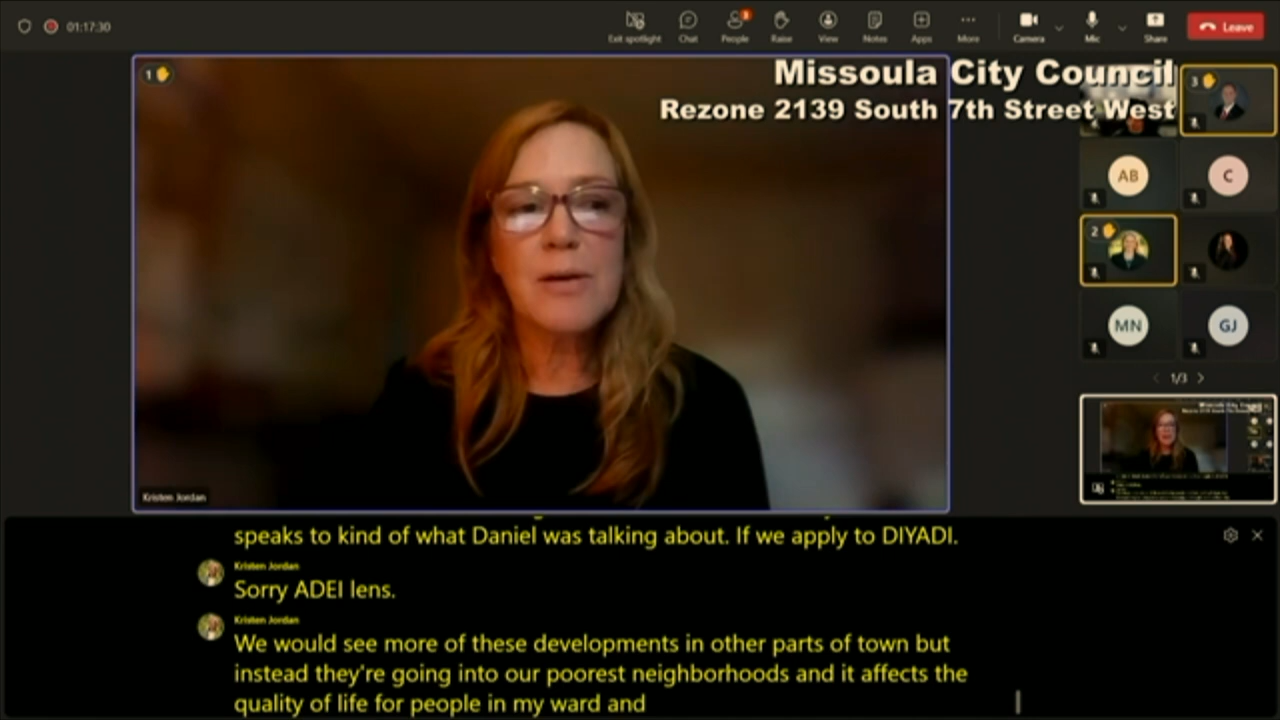 01:17:30
Exit spotlight
Chat
People
Raise
View
Notes
Apps
More
Camera
Mic
Share
Leave
Missoula City Council
Rezone 2139 South 7th Street West
1
3
AB
C
2
MN
GJ
1/3
Kristen Jordan
speaks to kind of what Daniel was talking about. If we apply to DIYADI.
Kristen Jordan
Sorry ADEI lens.
Kristen Jordan
We would see more of these developments in other parts of town but
instead they're going into our poorest neighborhoods and it affects the
quality of life for people in my ward and